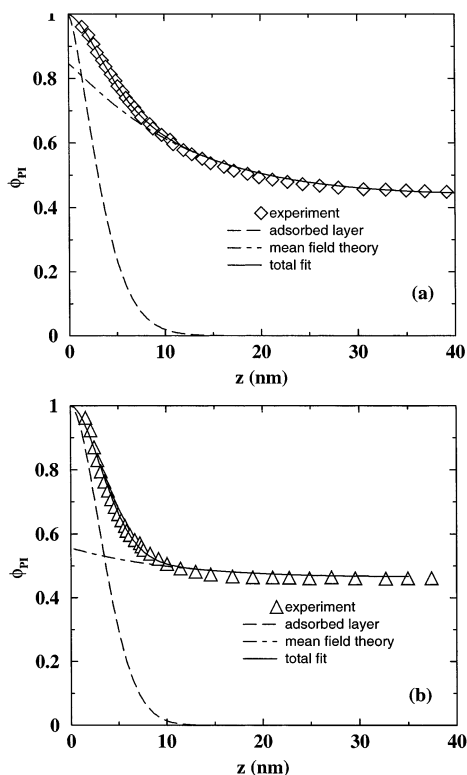 1
0.8
0.6
0.4
0.2
0
ϕPI
experiment
adsorbed layer
mean field theory
total fit
(a)
0 10 20 30 40
z (nm)
1
0.8
0.6
0.4
0.2
0
ϕPI
experiment
adsorbed layer
mean field theory
total fit
(b)
0 10 20 30 40
z (nm)